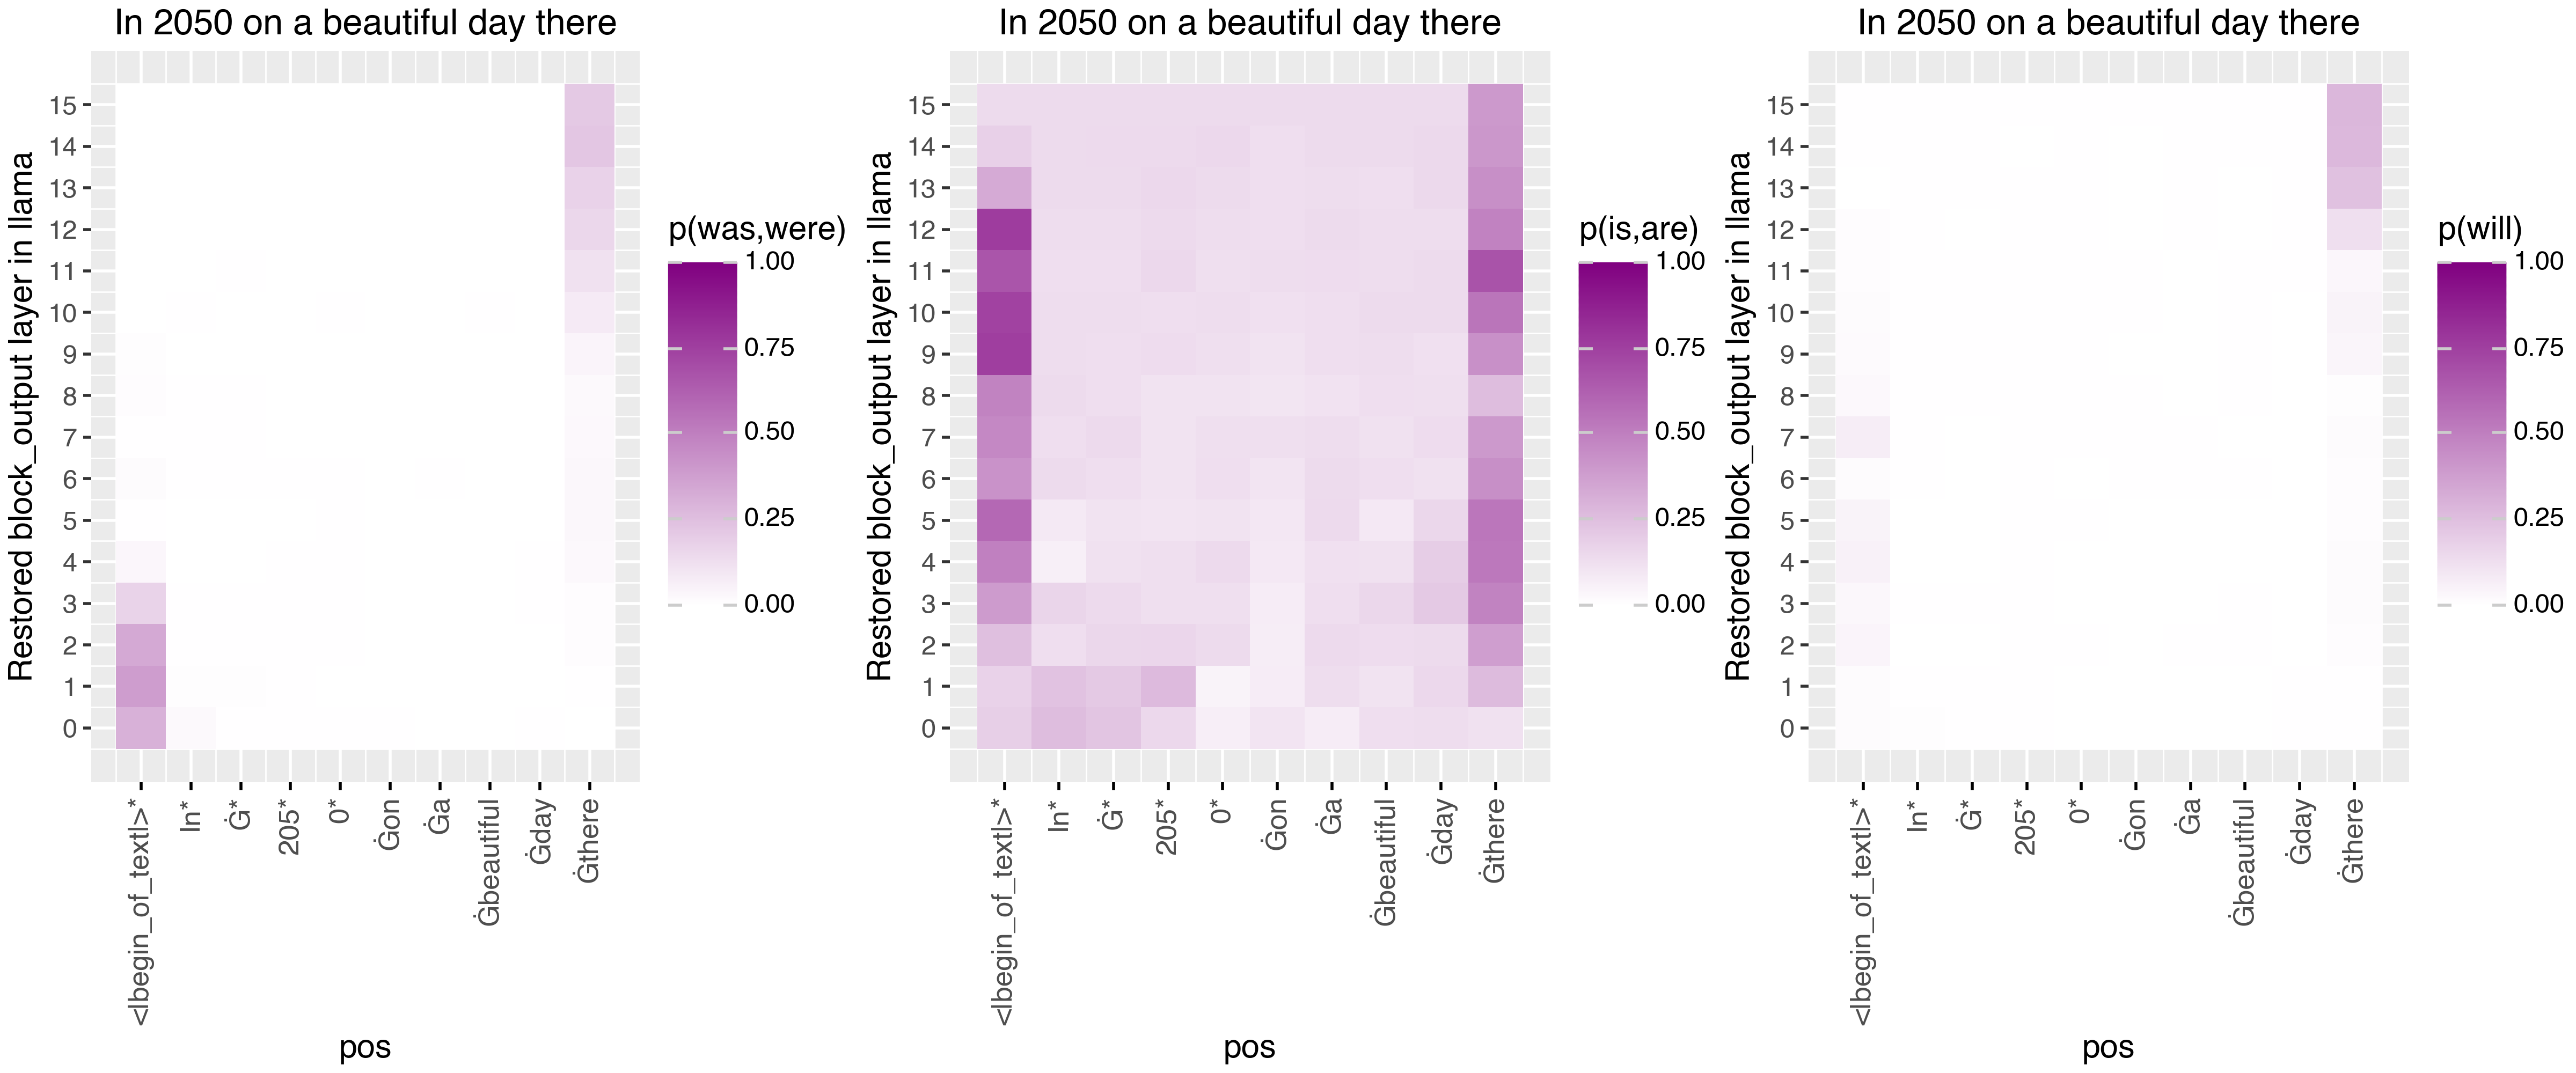 In 2050 on a beautiful day there
Restored block_output layer in llama
15
14
13
12
11
10
9
8
7
6
5
4
3
2
1
0
<|begin_of_text|>*
In*
Ġ*
205*
0*
Ġon
Ġa
Ġbeautiful
Ġday
Ġthere
pos
p(was,were)
1.00
0.75
0.50
0.25
0.00
In 2050 on a beautiful day there
Restored block_output layer in llama
15
14
13
12
11
10
9
8
7
6
5
4
3
2
1
0
<|begin_of_text|>*
In*
Ġ*
205*
0*
Ġon
Ġa
Ġbeautiful
Ġday
Ġthere
pos
p(is,are)
1.00
0.75
0.50
0.25
0.00
In 2050 on a beautiful day there
Restored block_output layer in llama
15
14
13
12
11
10
9
8
7
6
5
4
3
2
1
0
<|begin_of_text|>*
In*
Ġ*
205*
0*
Ġon
Ġa
Ġbeautiful
Ġday
Ġthere
pos
p(will)
1.00
0.75
0.50
0.25
0.00